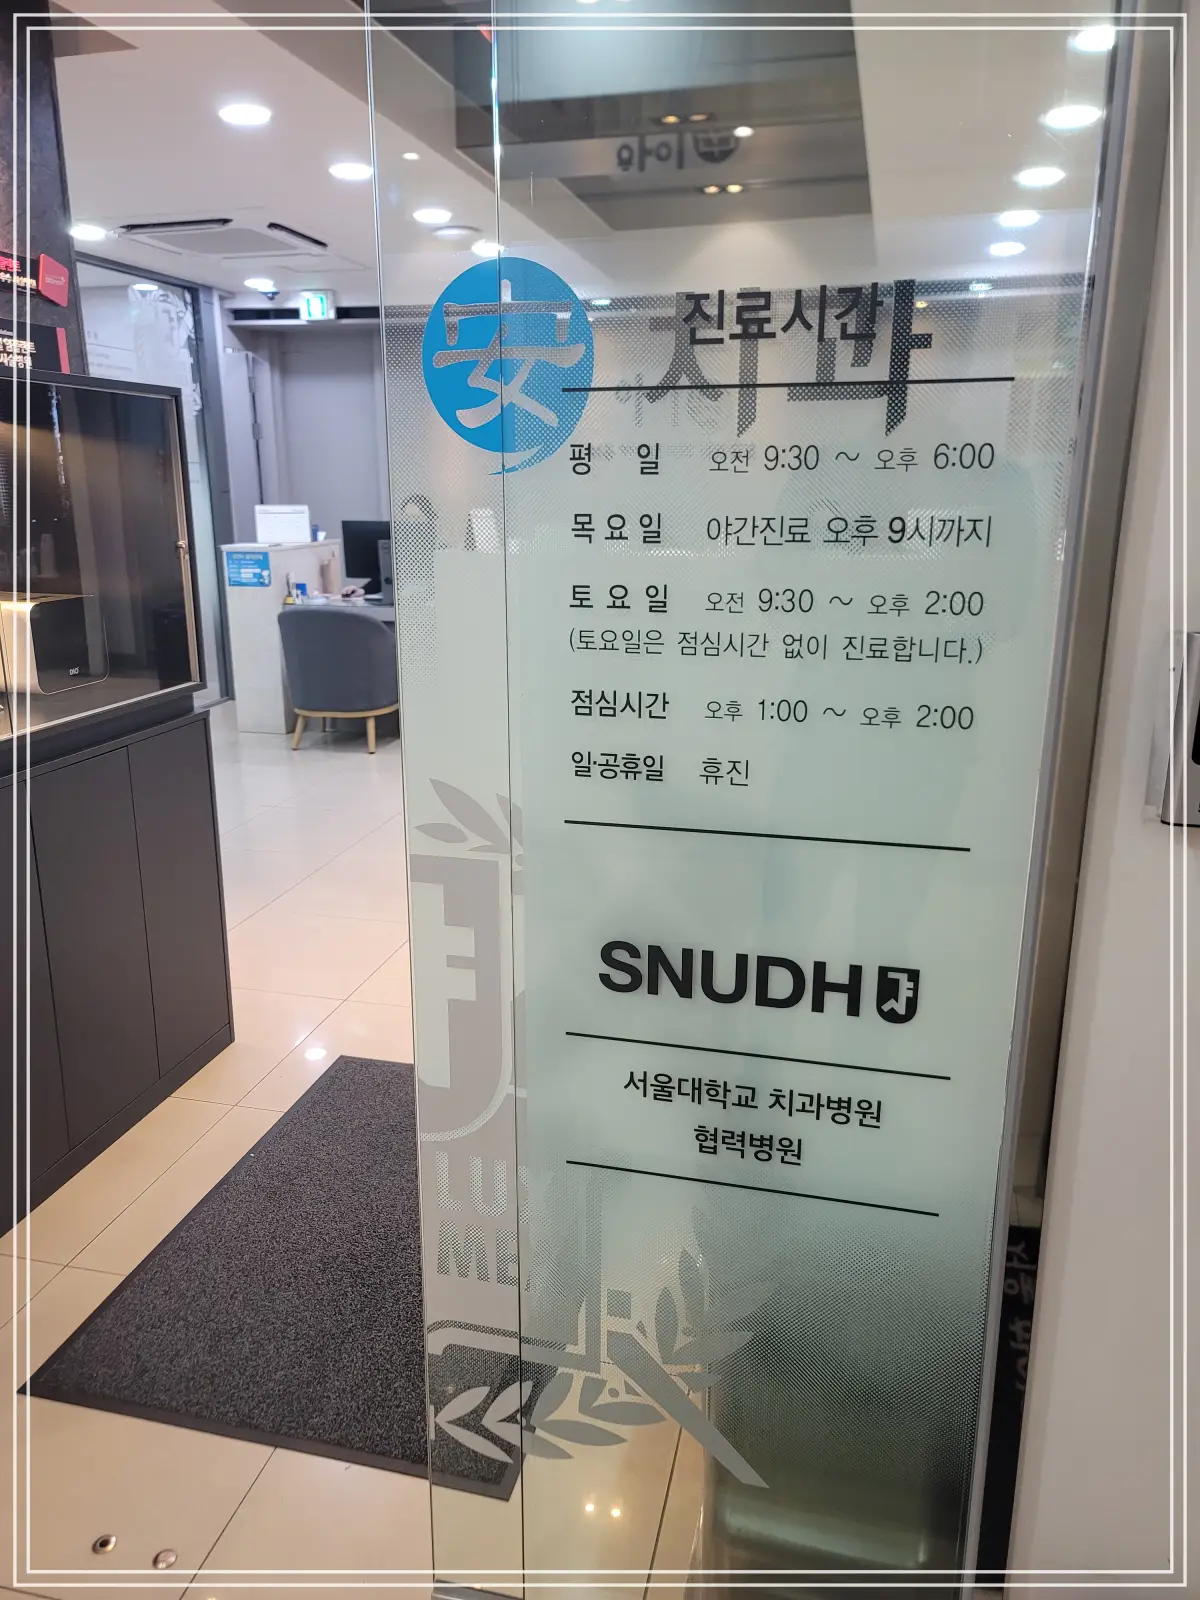 安
진료시간
치과
평 일 오전 9:30 ~ 오후 6:00
목요일 야간진료 오후 9시까지
토요일 오전 9:30 ~ 오후 2:00
(토요일은 점심시간 없이 진료합니다.)
점심시간 오후 1:00 ~ 오후 2:00
일·공휴일 휴진
SNUDH
서울대학교 치과병원
협력병원
LUX
DIO